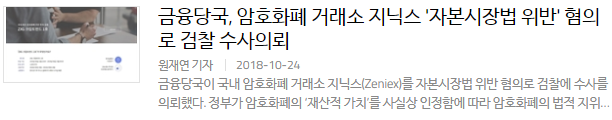 금융당국, 암호화폐 거래소 지닉스 '자본시장법 위반' 혐의
로 검찰 수사의뢰
원재연 기자 | 2018-10-24
금융당국이 국내 암호화폐 거래소 지닉스(Zeniex)를 자본시장법 위반 혐의로 검찰에 수사를
의뢰했다. 정부가 암호화폐의 '재산적 가치'를 사실상 인정함에 따라 암호화폐의 법적 지위...